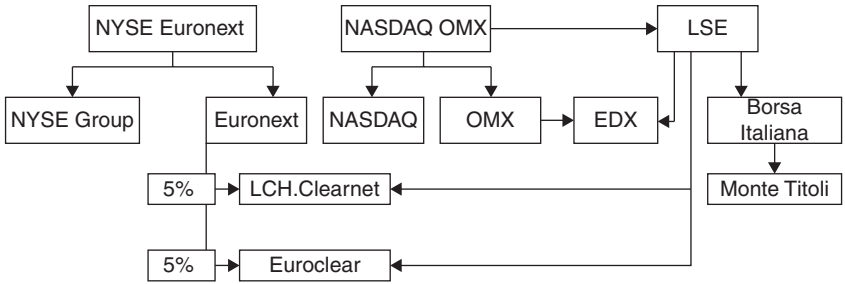 NYSE Euronext
NASDAQ OMX
LSE
NYSE Group
Euronext
NASDAQ
OMX
EDX
Borsa
Italiana
5%
LCH.Clearnet
Monte Titoli
5%
Euroclear